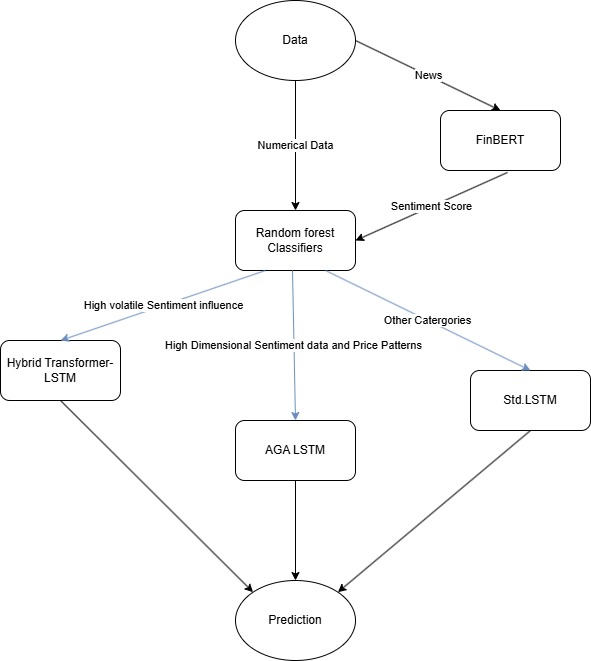 Data
News
FinBERT
Numerical Data
Sentiment Score
Random forest
Classifiers
High volatile Sentiment influence
Other Catergories
High Dimensional Sentiment data and Price Patterns
Hybrid Transformer-
LSTM
Std.LSTM
AGA LSTM
Prediction